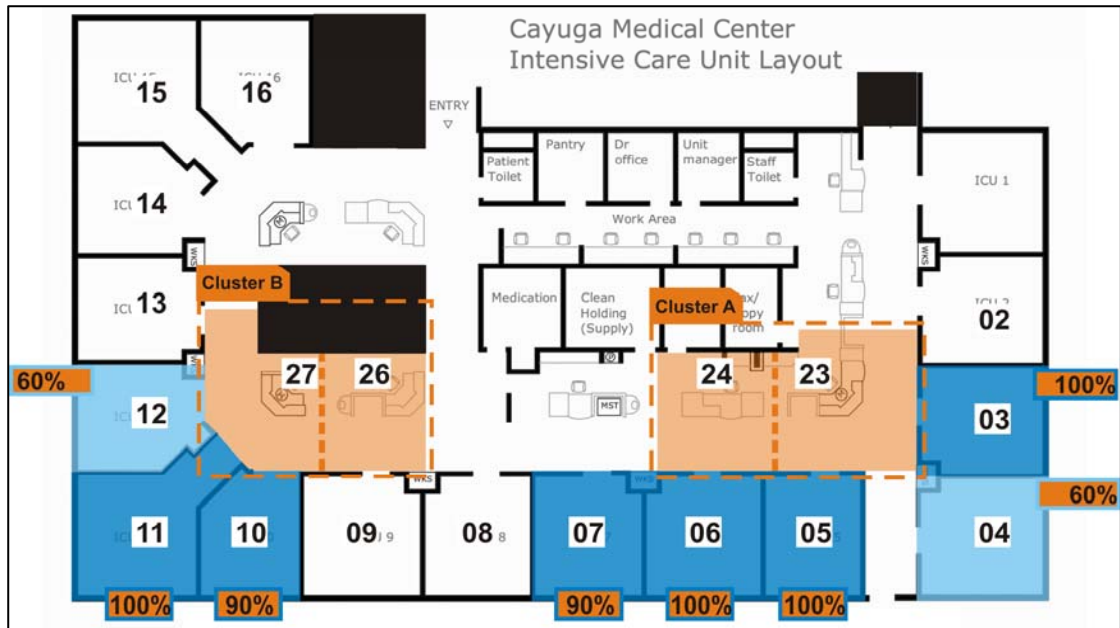 Cayuga Medical Center
Intensive Care Unit Layout
15
16
ENTRY
Patient
Toilet
Pantry
Dr
office
Unit
manager
Staff
Toilet
ICU 1
14
Work Area
WKS
13
Cluster B
Medication
Clean
Holding
(Supply)
Cluster A
room
02
WKS
60%
12
27
26
24
23
100%
03
MST
WKS
60%
11
10
09
9
08
8
07
06
05
04
100%
90%
90%
100%
100%